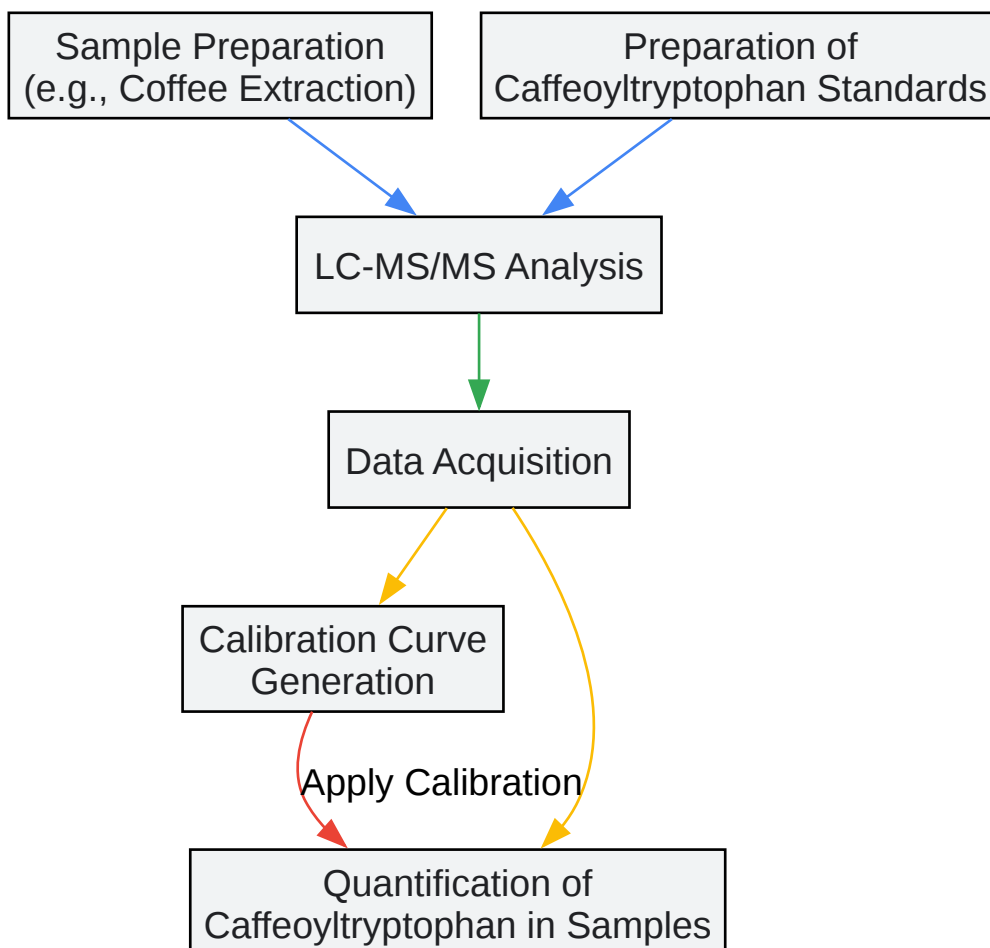 Sample Preparation
(e.g., Coffee Extraction)
Preparation of
Caffeoyltryptophan Standards
LC-MS/MS Analysis
Data Acquisition
Calibration Curve
Generation
Apply Calibration
Quantification of
Caffeoyltryptophan in Samples